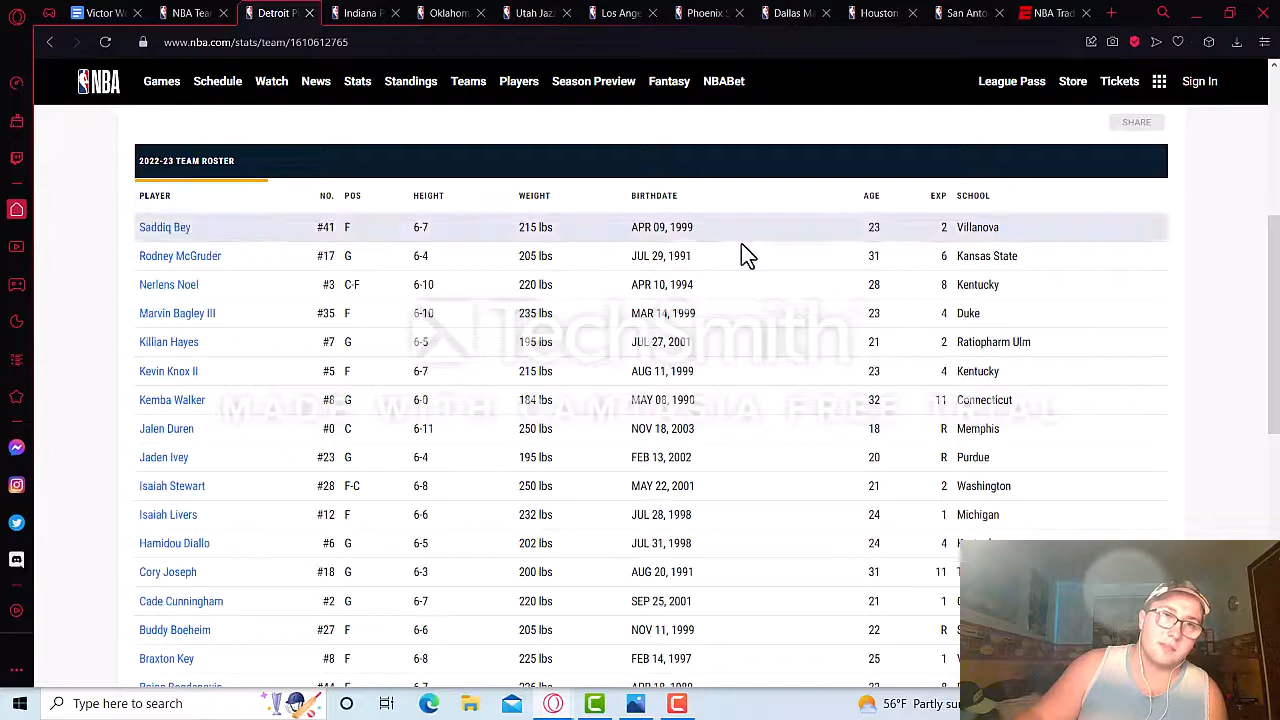 Victor W
NBA Tea
Detroit P
Indiana P
Oklahom
Utah Jazz
Los Ange
Phoenix S
Dallas Ma
Houston
San Anto
NBA Trad
www.nba.com/stats/team/1610612765
NBA Games Schedule Watch News Stats Standings Teams Players Season Preview Fantasy NBABet League Pass Store Tickets Sign In
SHARE
2022-23 TEAM ROSTER
PLAYER NO. POS HEIGHT WEIGHT BIRTHDATE AGE EXP SCHOOL
Saddiq Bey #41 F 6-7 215 lbs APR 09, 1999 23 2 Villanova
Rodney McGruder #17 G 6-4 205 lbs JUL 29, 1991 31 6 Kansas State
Nerlens Noel #3 C-F 6-10 220 lbs APR 10, 1994 28 8 Kentucky
Marvin Bagley III #35 F 6-10 235 lbs MAR 14, 1999 23 4 Duke
TechSmith
Killian Hayes #7 G 6-5 195 lbs JUL 27, 2001 21 2 Ratiopharm Ulm
Kevin Knox II #5 F 6-7 215 lbs AUG 11, 1999 23 4 Kentucky
Kemba Walker #8 G 6-0 184 lbs MAY 08, 1990 32 11 Connecticut
MADE WITH CAMTASIA FREE TRIAL
Jalen Duren #0 C 6-11 250 lbs NOV 18, 2003 18 R Memphis
Jaden Ivey #23 G 6-4 195 lbs FEB 13, 2002 20 R Purdue
Isaiah Stewart #28 F-C 6-8 250 lbs MAY 22, 2001 21 2 Washington
Isaiah Livers #12 F 6-6 232 lbs JUL 28, 1998 24 1 Michigan
Hamidou Diallo #6 G 6-5 202 lbs JUL 31, 1998 24 4
Cory Joseph #18 G 6-3 200 lbs AUG 20, 1991 31 11
Cade Cunningham #2 G 6-7 220 lbs SEP 25, 2001 21 1
Buddy Boeheim #27 F 6-6 205 lbs NOV 11, 1999 22 R
Braxton Key #8 F 6-8 225 lbs FEB 14, 1997 25 1
Type here to search
56°F Partly su